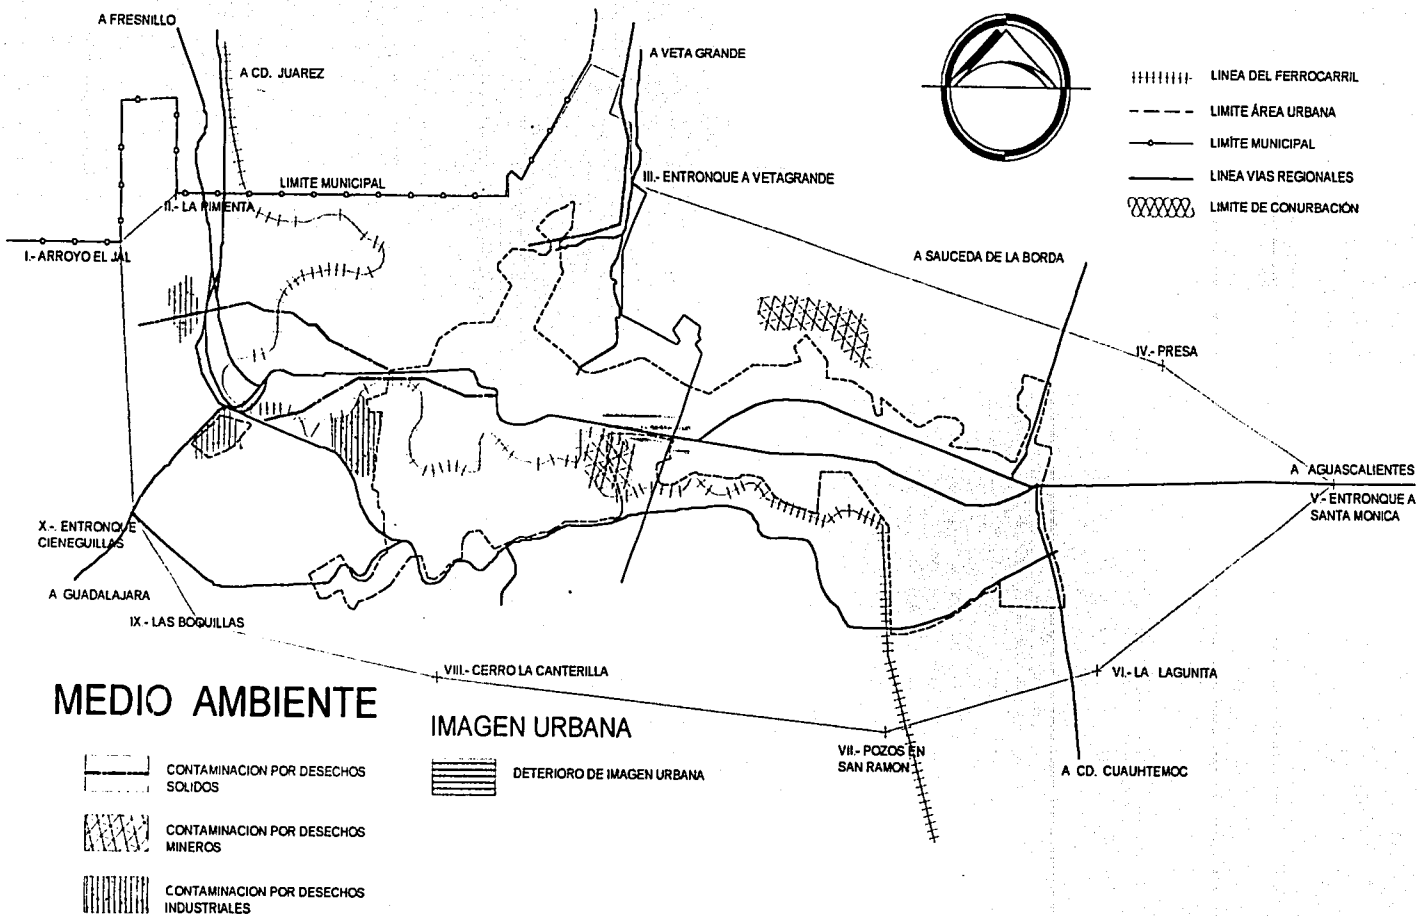 A FRESNILLO
A CD. JUAREZ
A VETA GRANDE
LINEA DEL FERROCARRIL
LIMITE ÁREA URBANA
LIMITE MUNICIPAL
LINEA VIAS REGIONALES
LIMITE DE CONURBACIÓN
LIMITE MUNICIPAL
III.- ENTRONQUE A VETAGRANDE
II.- LA PIMIENTA
I.- ARROYO EL JAL
A SAUCEDA DE LA BORDA
IV.- PRESA
A AGUASCALIENTES
V.- ENTRONQUE A
SANTA MONICA
X-. ENTRONQUE
CIENEGUILLAS
A GUADALAJARA
IX - LAS BOQUILLAS
VIII.- CERRO LA CANTERILLA
VI.- LA LAGUNITA
VII.- POZOS EN
SAN RAMON
A CD. CUAUHTEMOC
MEDIO AMBIENTE
CONTAMINACION POR DESECHOS
SOLIDOS
CONTAMINACION POR DESECHOS
MINEROS
CONTAMINACION POR DESECHOS
INDUSTRIALES
IMAGEN URBANA
DETERIORO DE IMAGEN URBANA